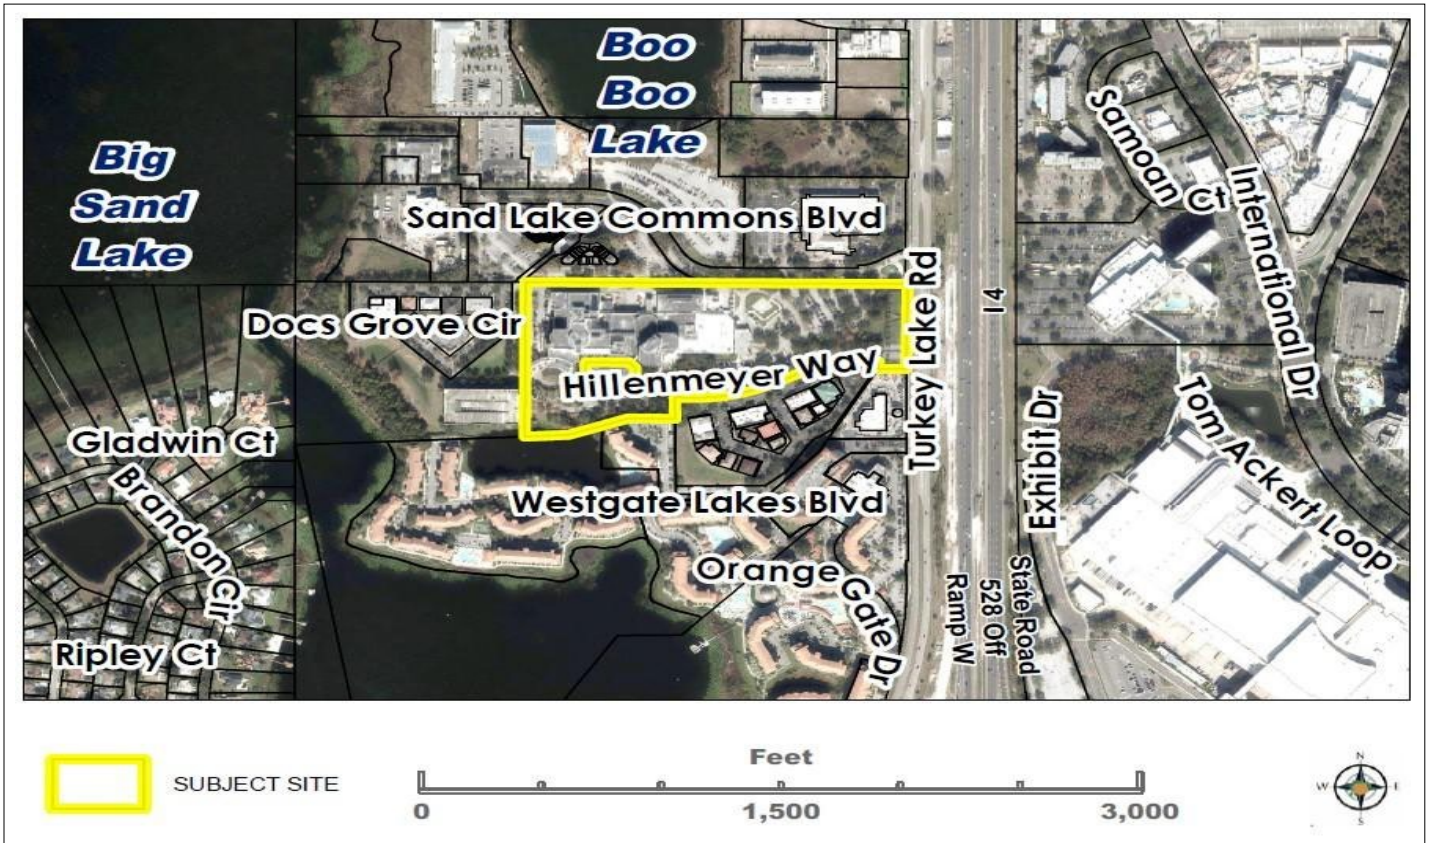 Boo
Boo
Lake
Big
Sand
Lake
Samoan Ct
International Dr
Sand Lake Commons Blvd
Turkey Lake Rd
I 4
Docs Grove Cir
Hillenmeyer Way
Tom Ackert Loop
Exhibit Dr
Gladwin Ct
Brandon Cir
Westgate Lakes Blvd
Orange Gate Dr
Ripley Ct
State Road
528 Off
Ramp W
SUBJECT SITE
Feet
0
1,500
3,000
N
W
E
S